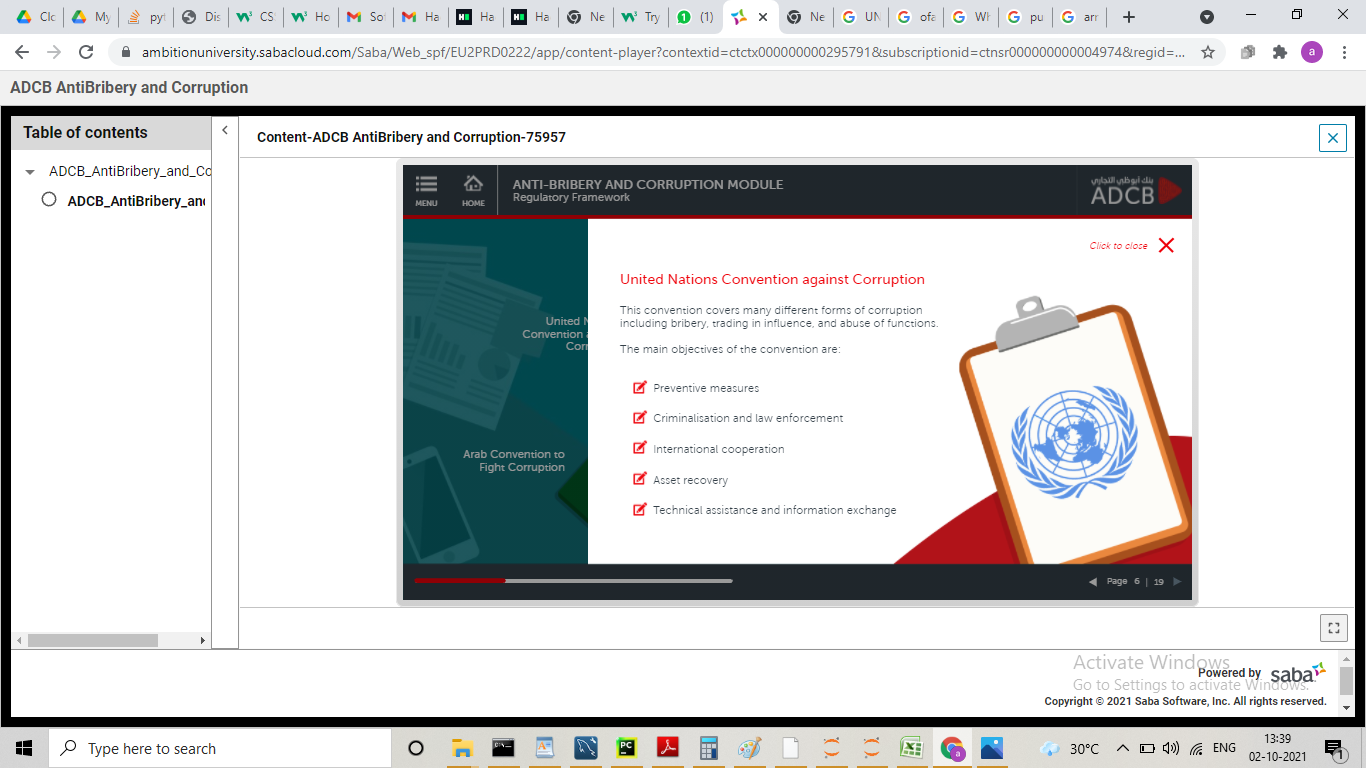 Clc
My
pyt
Dis
CS
Ho
Sof
Ha
Ha
Ha
Ne
Try
(1)
Ne
UN
ofa
Wh
pu
arr
ambitionuniversity.sabacloud.com/Saba/Web_spf/EU2PRD0222/app/content-player?contextid=ctctx000000000295791&subscriptionid=ctnsr000000000004974&regid=...
a
ADCB AntiBribery and Corruption
Table of contents
ADCB_AntiBribery_and_Co
ADCB_AntiBribery_and
Content-ADCB AntiBribery and Corruption-75957
MENU
HOME
ANTI-BRIBERY AND CORRUPTION MODULE
Regulatory Framework
بنك أبوظبي التجاري
ADCB
Click to close
United N
Convention a
Corr
Arab Convention to
Fight Corruption
United Nations Convention against Corruption
This convention covers many different forms of corruption
including bribery, trading in influence, and abuse of functions.
The main objectives of the convention are:
Preventive measures
Criminalisation and law enforcement
International cooperation
Asset recovery
Technical assistance and information exchange
Page 6 | 19
Activate Windows
Go to Settings to activate Windows.
Powered by saba
Copyright © 2021 Saba Software, Inc. All rights reserved.
Type here to search
PC
a
30°C
ENG
13:39
02-10-2021
1